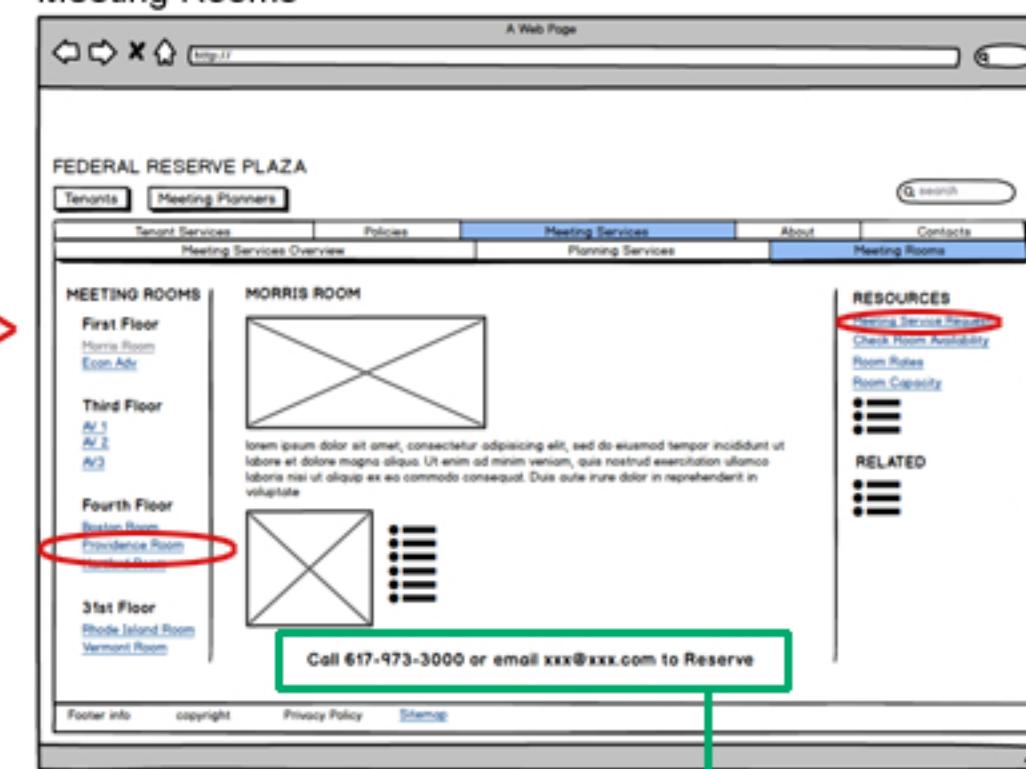 Meeting Rooms
A Web Page
http://
FEDERAL RESERVE PLAZA
Tenants Meeting Planners
search
Tenant Services Policies Meeting Services About Contacts
Meeting Services Overview Planning Services Meeting Rooms
MEETING ROOMS
First Floor
Morris Room
Econ Adv
Third Floor
AV 1
AV 2
AV3
Fourth Floor
Boston Room
Providence Room
Hartford Room
31st Floor
Rhode Island Room
Vermont Room
MORRIS ROOM
lorem ipsum dolor sit amet, consectetur adipisicing elit, sed do eiusmod tempor incididunt ut
labore et dolore magna aliqua. Ut enim ad minim veniam, quis nostrud exercitation ullamco
laboris nisi ut aliquip ex ea commodo consequat. Duis aute irure dolor in reprehenderit in
voluptate
Call 617-973-3000 or email xxx@xxx.com to Reserve
RESOURCES
Meeting Service Request
Check Room Availability
Room Rates
Room Capacity
RELATED
Footer info copyright Privacy Policy Sitemap